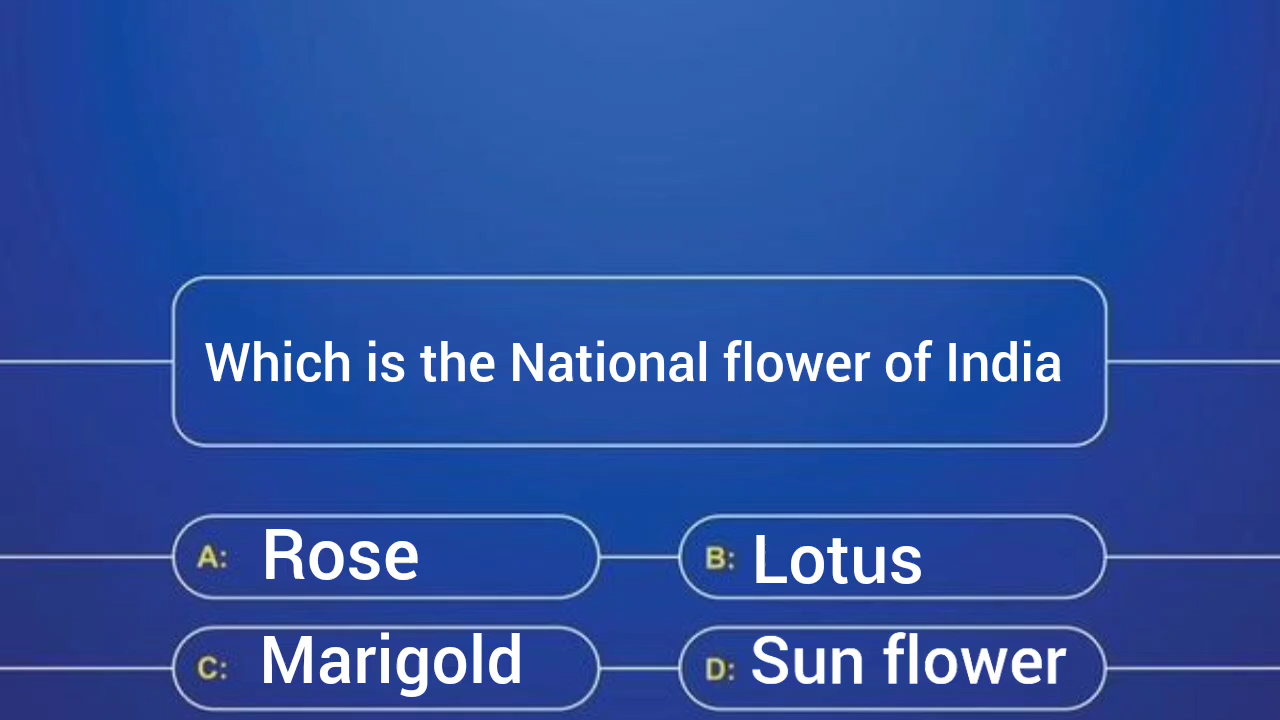 Which is the National flower of India
A: Rose
B: Lotus
C: Marigold
D: Sun flower